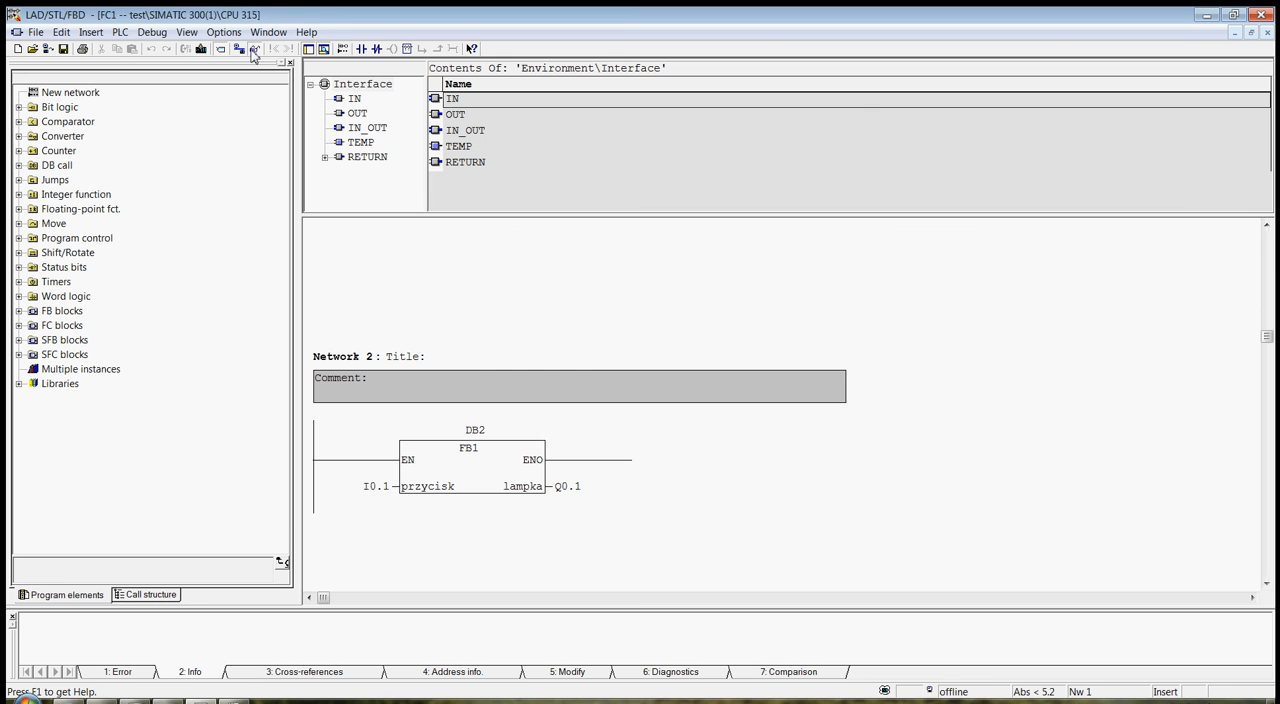 LAD/STL/FBD - [FC1 -- test\SIMATIC 300(1)\CPU 315]
File Edit Insert PLC Debug View Options Window Help
New network
Bit logic
Comparator
Converter
Counter
DB call
Jumps
Integer function
Floating-point fct.
Move
Program control
Shift/Rotate
Status bits
Timers
Word logic
FB blocks
FC blocks
SFB blocks
SFC blocks
Multiple instances
Libraries
Program elements Call structure
Interface
IN
OUT
IN_OUT
TEMP
RETURN
Contents Of: 'Environment\Interface'
Name
IN
OUT
IN_OUT
TEMP
RETURN
Network 2: Title:
Comment:
DB2
FB1
EN ENO
I0.1 przycisk lampka Q0.1
1: Error 2: Info 3: Cross-references 4: Address info. 5: Modify 6: Diagnostics 7: Comparison
Press F1 to get Help. offline Abs < 5.2 Nw 1 Insert